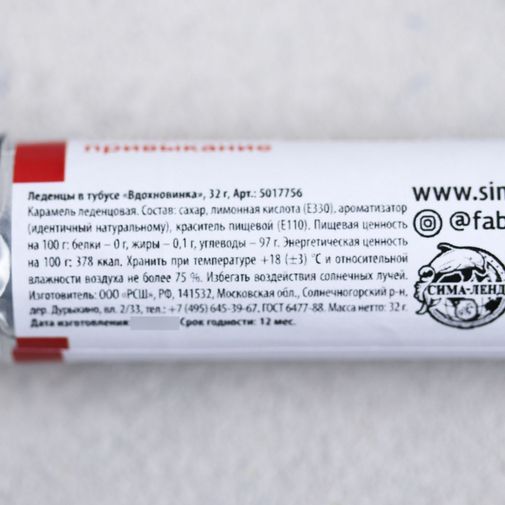 привыкание
Леденцы в тубусе «Вдохновинка», 32 г, Арт.: 5017756
Карамель леденцовая. Состав: сахар, лимонная кислота (Е330), ароматизатор
(идентичный натуральному), краситель пищевой (Е110). Пищевая ценность
на 100 г: белки – 0 г, жиры – 0,1 г, углеводы – 97 г. Энергетическая ценность
на 100 г: 378 ккал. Хранить при температуре +18 (±3) °С и относительной
влажности воздуха не более 75 %. Избегать воздействия солнечных лучей.
Изготовитель: ООО «РСШ», РФ, 141532, Московская обл., Солнечногорский р-н,
дер. Дурыкино, вл. 2/33, тел.: +7 (495) 645-39-67, ГОСТ 6477-88. Масса нетто: 32 г.
Дата изготовления Срок годности: 12 мес.
www.sim
@fab
СИМА-ЛЕНД